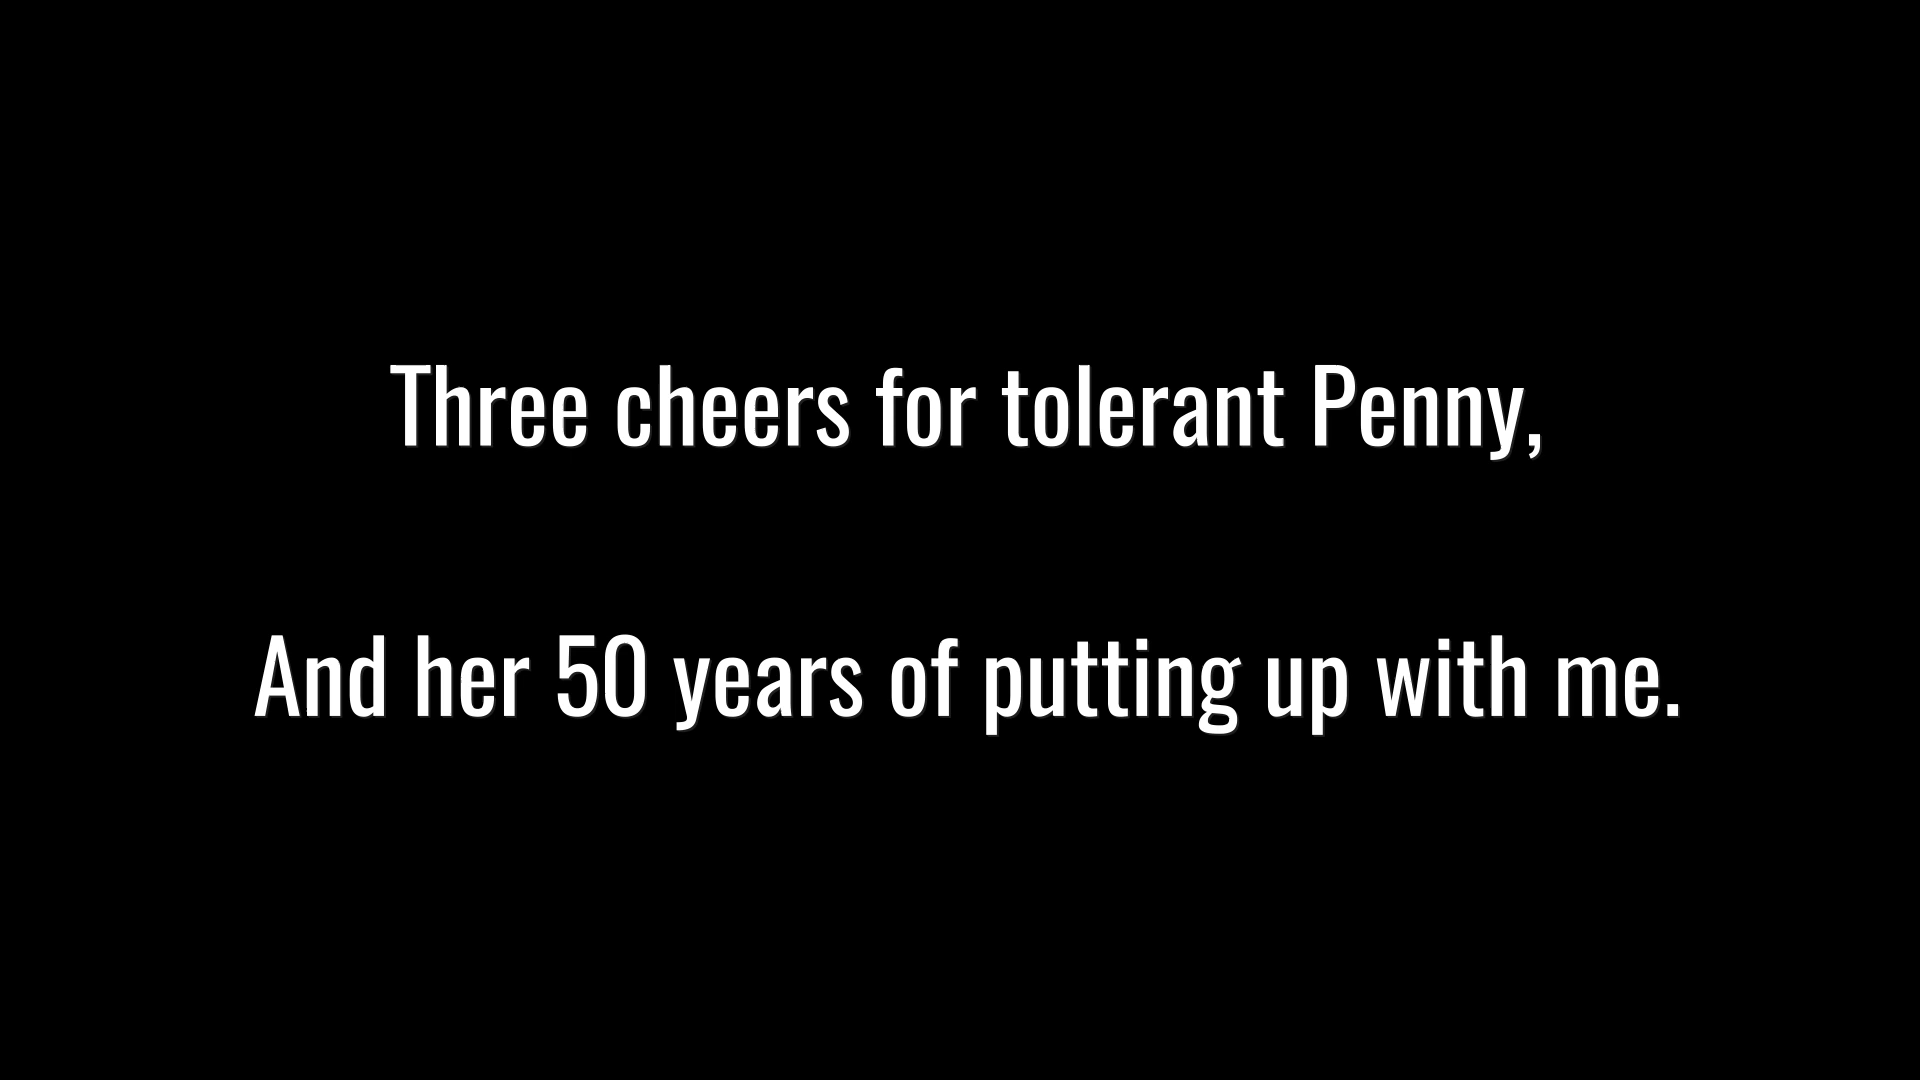 Three cheers for tolerant Penny,
And her 50 years of putting up with me.